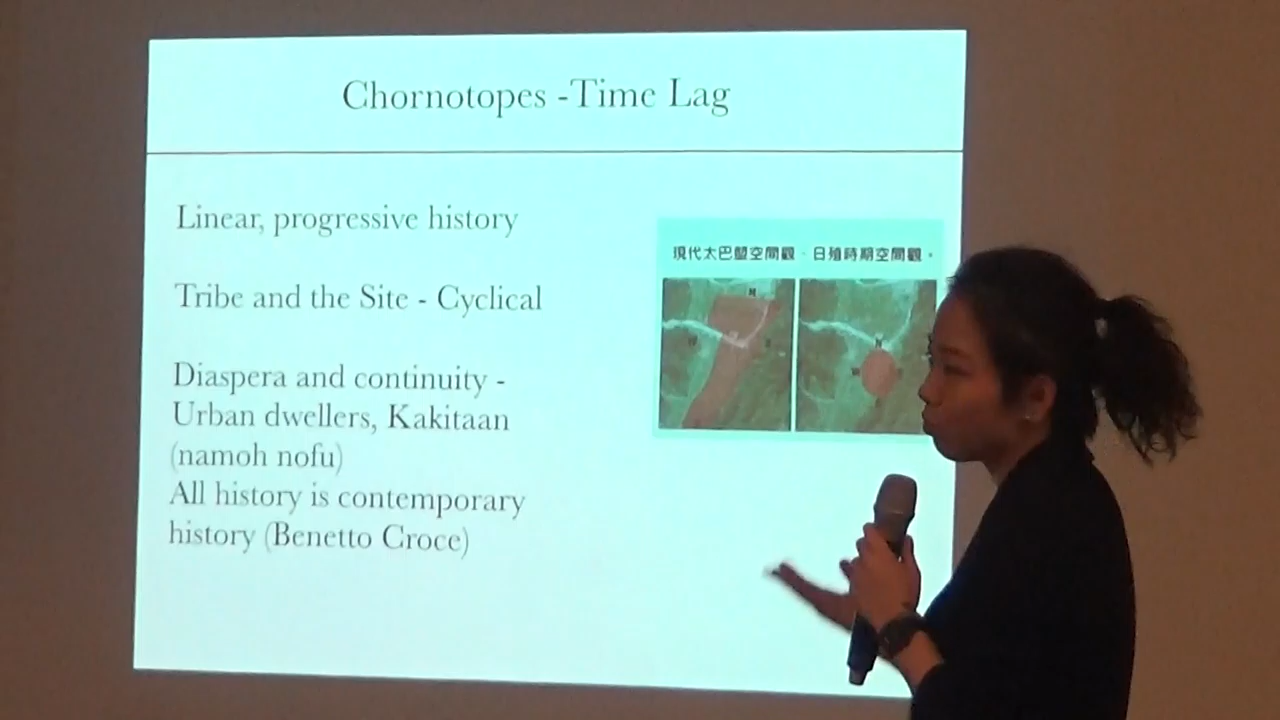 Chornotopes -Time Lag
Linear, progressive history
Tribe and the Site - Cyclical
Diaspera and continuity -
Urban dwellers, Kakitaan
(namoh nofu)
All history is contemporary
history (Benetto Croce)
現代太巴塱空間觀、日殖時期空間觀。
N
N